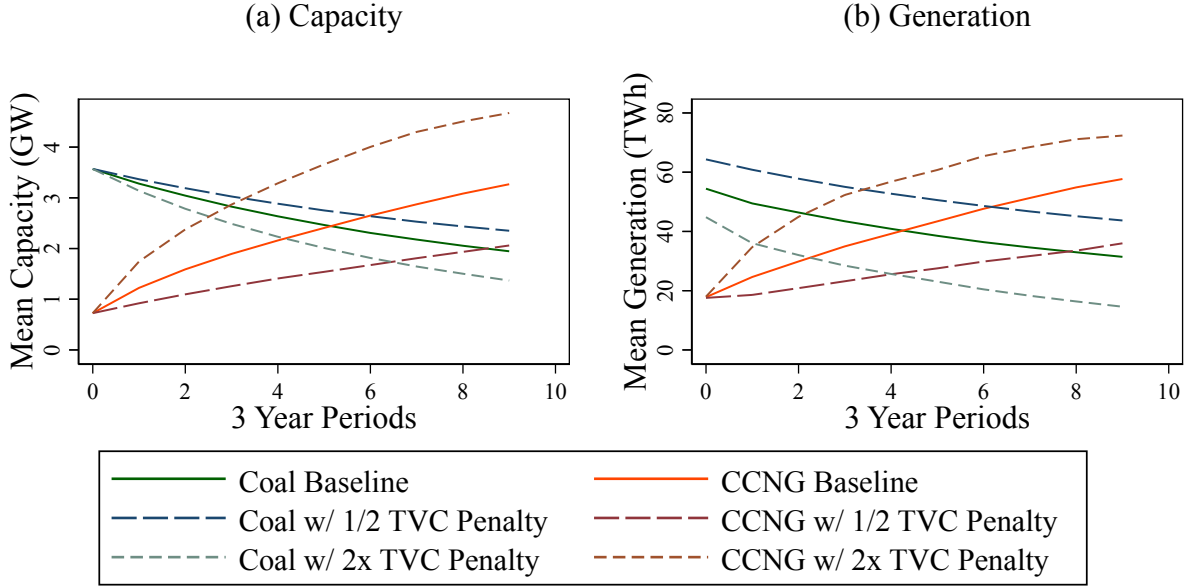 (a) Capacity
(b) Generation
Mean Capacity (GW)
0
1
2
3
4
0
2
4
6
8
10
3 Year Periods
Mean Generation (TWh)
0
20
40
60
80
0
2
4
6
8
10
3 Year Periods
Coal Baseline
CCNG Baseline
Coal w/ 1/2 TVC Penalty
CCNG w/ 1/2 TVC Penalty
Coal w/ 2x TVC Penalty
CCNG w/ 2x TVC Penalty